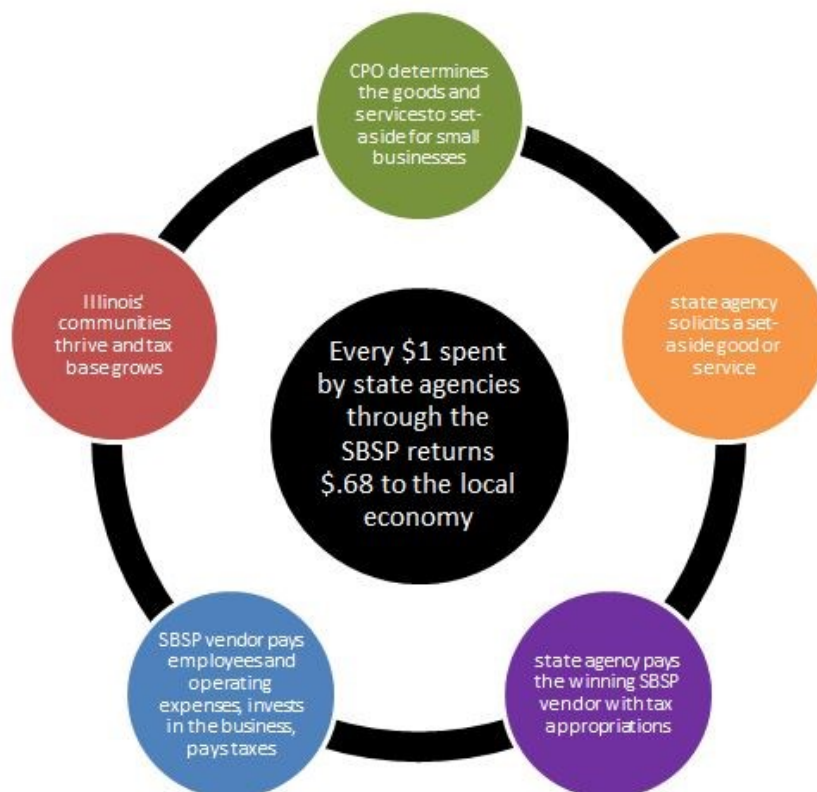 CPO determines
the goods and
services to set-
aside for small
businesses
state agency
solicits a set-
aside good or
service
state agency pays
the winning SBSP
vendor with tax
appropriations
SBSP vendor pays
employees and
operating
expenses, invests
in the business,
pays taxes
Illinois'
communities
thrive and tax
base grows
Every $1 spent
by state agencies
through the
SBSP returns
$.68 to the local
economy